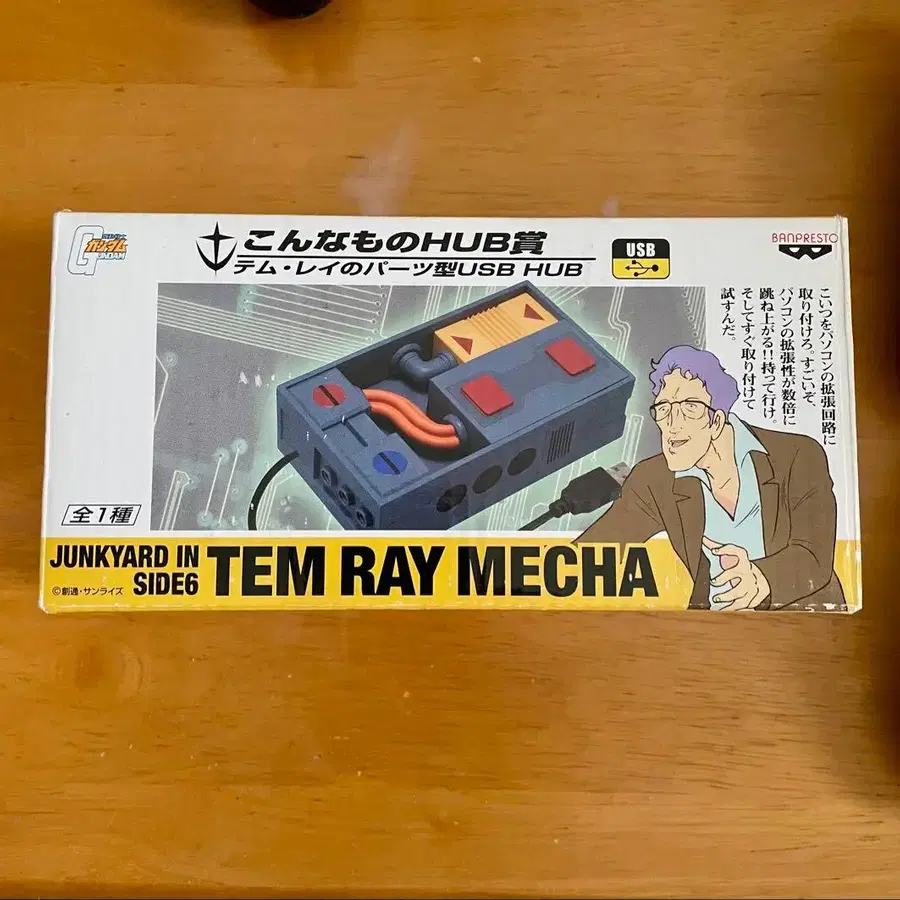 ガンダム
こんなものHUB賞
テム・レイのパーツ型USB HUB
USB
BANPRESTO
こいつをパソコンの拡張回路に
取り付けろ。すごいぞ、
パソコンの拡張性が数倍に
跳ね上がる!!持って行け。
そしてすぐ取り付けて
試すんだ。
全1種
JUNKYARD IN
SIDE6
TEM RAY MECHA
©創通・サンライズ